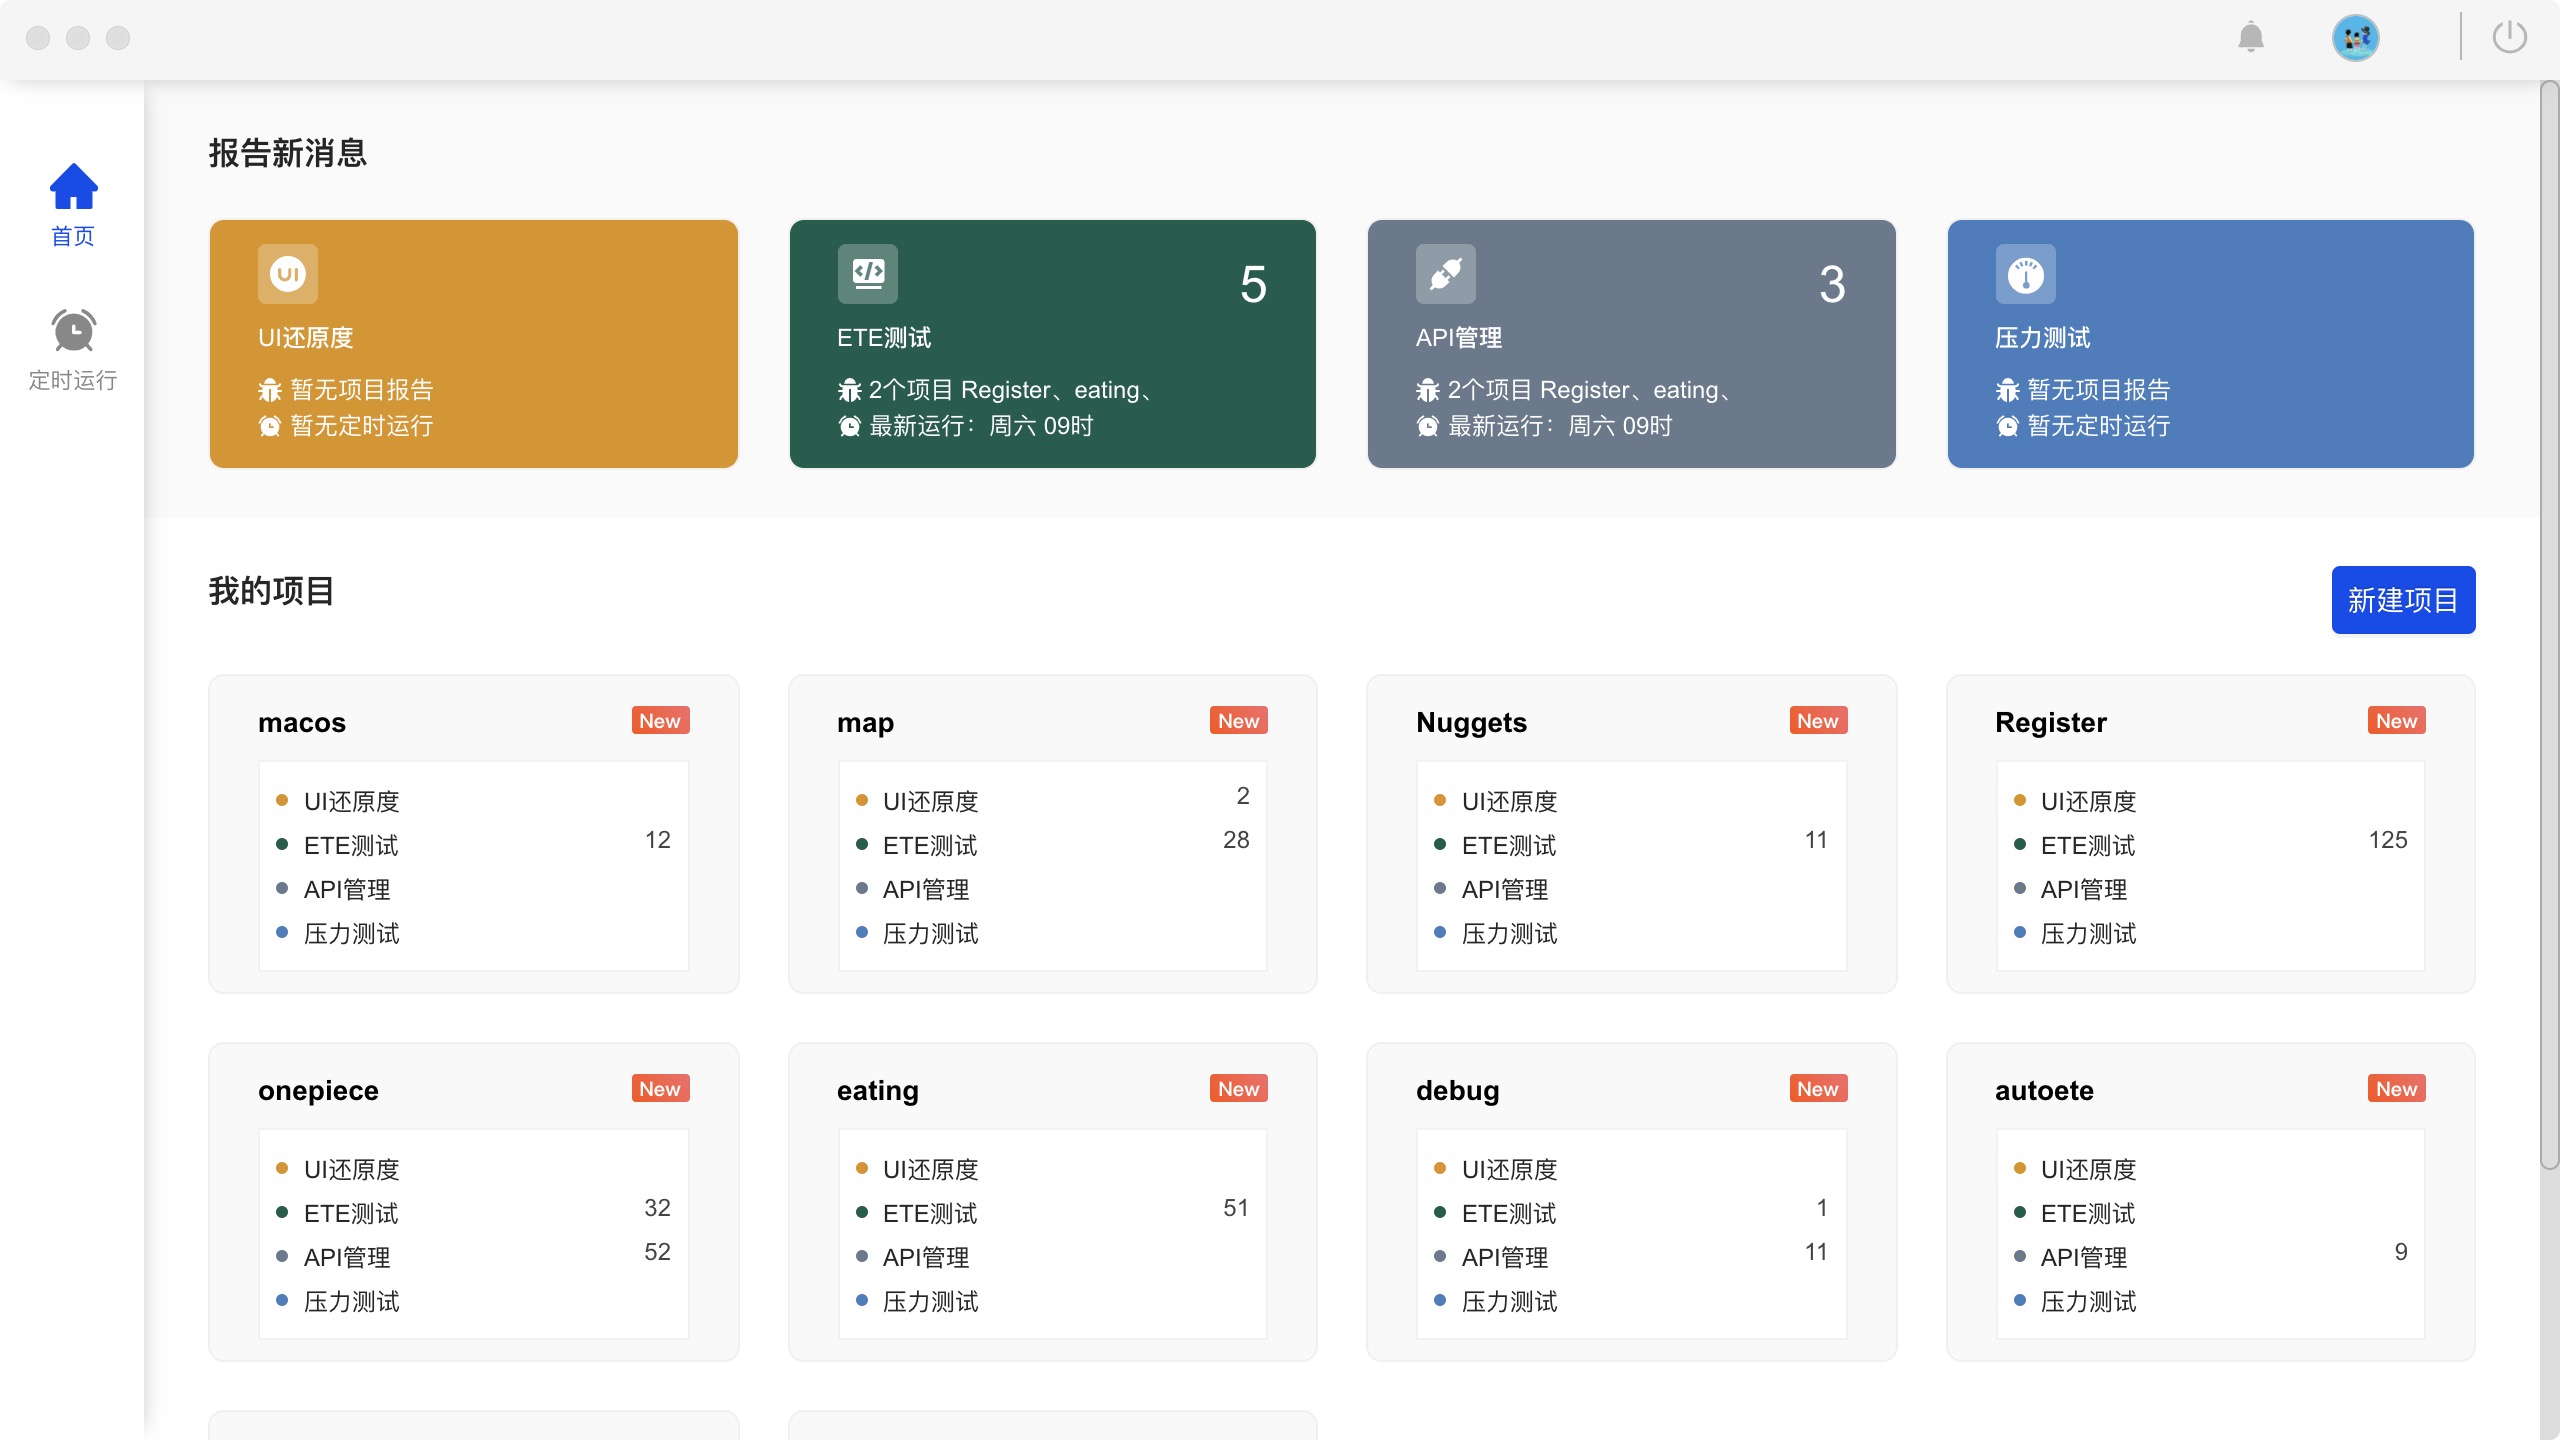 首页
定时运行
报告新消息
UI
UI还原度
暂无项目报告
暂无定时运行
5
ETE测试
2个项目 Register、eating、
最新运行：周六 09时
3
API管理
2个项目 Register、eating、
最新运行：周六 09时
压力测试
暂无项目报告
暂无定时运行
我的项目
新建项目
macos New
UI还原度
ETE测试 12
API管理
压力测试
map New
UI还原度 2
ETE测试 28
API管理
压力测试
Nuggets New
UI还原度
ETE测试 11
API管理
压力测试
Register New
UI还原度
ETE测试 125
API管理
压力测试
onepiece New
UI还原度
ETE测试 32
API管理 52
压力测试
eating New
UI还原度
ETE测试 51
API管理
压力测试
debug New
UI还原度
ETE测试 1
API管理 11
压力测试
autoete New
UI还原度
ETE测试
API管理 9
压力测试